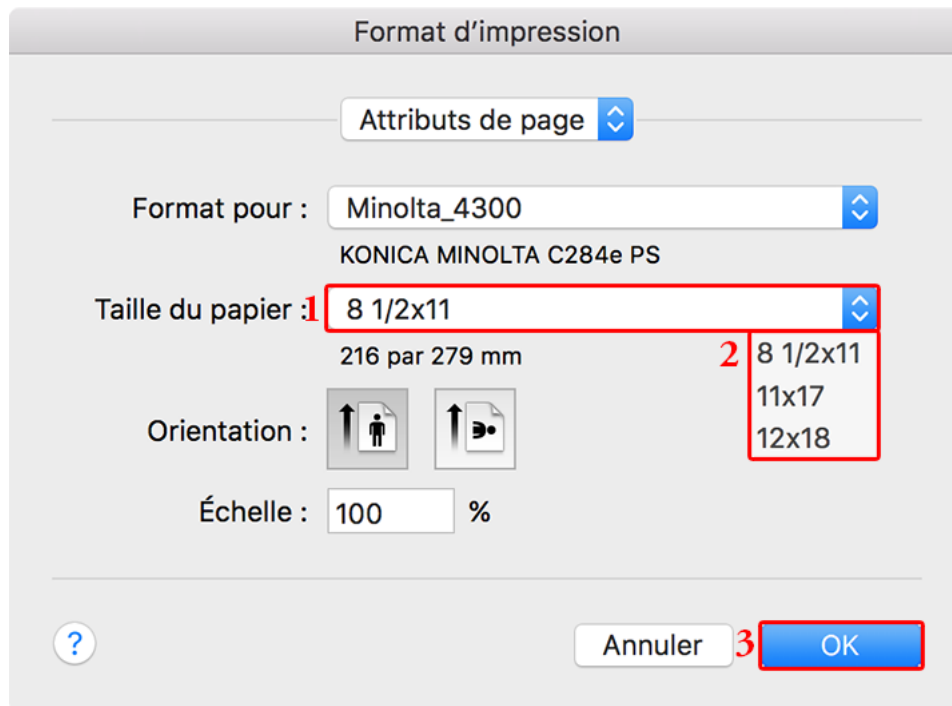 Format d’impression
Attributs de page
Format pour : Minolta_4300
KONICA MINOLTA C284e PS
Taille du papier : 1 8 1/2x11
216 par 279 mm
2 8 1/2x11
11x17
12x18
Orientation :
Échelle : 100 %
? Annuler 3 OK